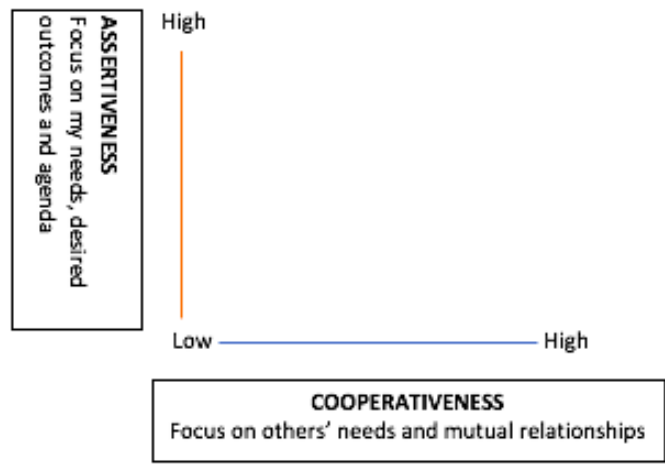 High
ASSERTIVENESS
Focus on my needs, desired
outcomes and agenda
Low
High
COOPERATIVENESS
Focus on others' needs and mutual relationships